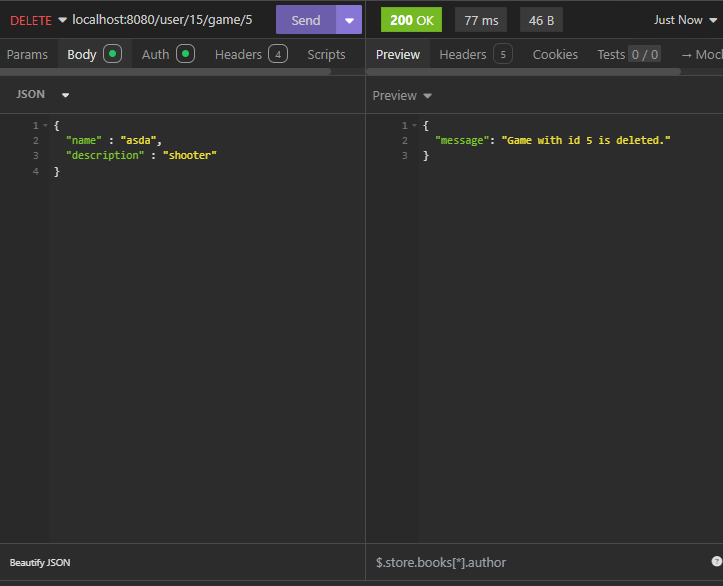 DELETE localhost:8080/user/15/game/5 Send 200 OK 77 ms 46 B Just Now
Params Body Auth Headers 4 Scripts Preview Headers 5 Cookies Tests 0 / 0 → Mock
JSON
Preview
1 {
2 "name" : "asda",
3 "description" : "shooter"
4 }
1 {
2 "message": "Game with id 5 is deleted."
3 }
Beautify JSON
$.store.books[*].author
?